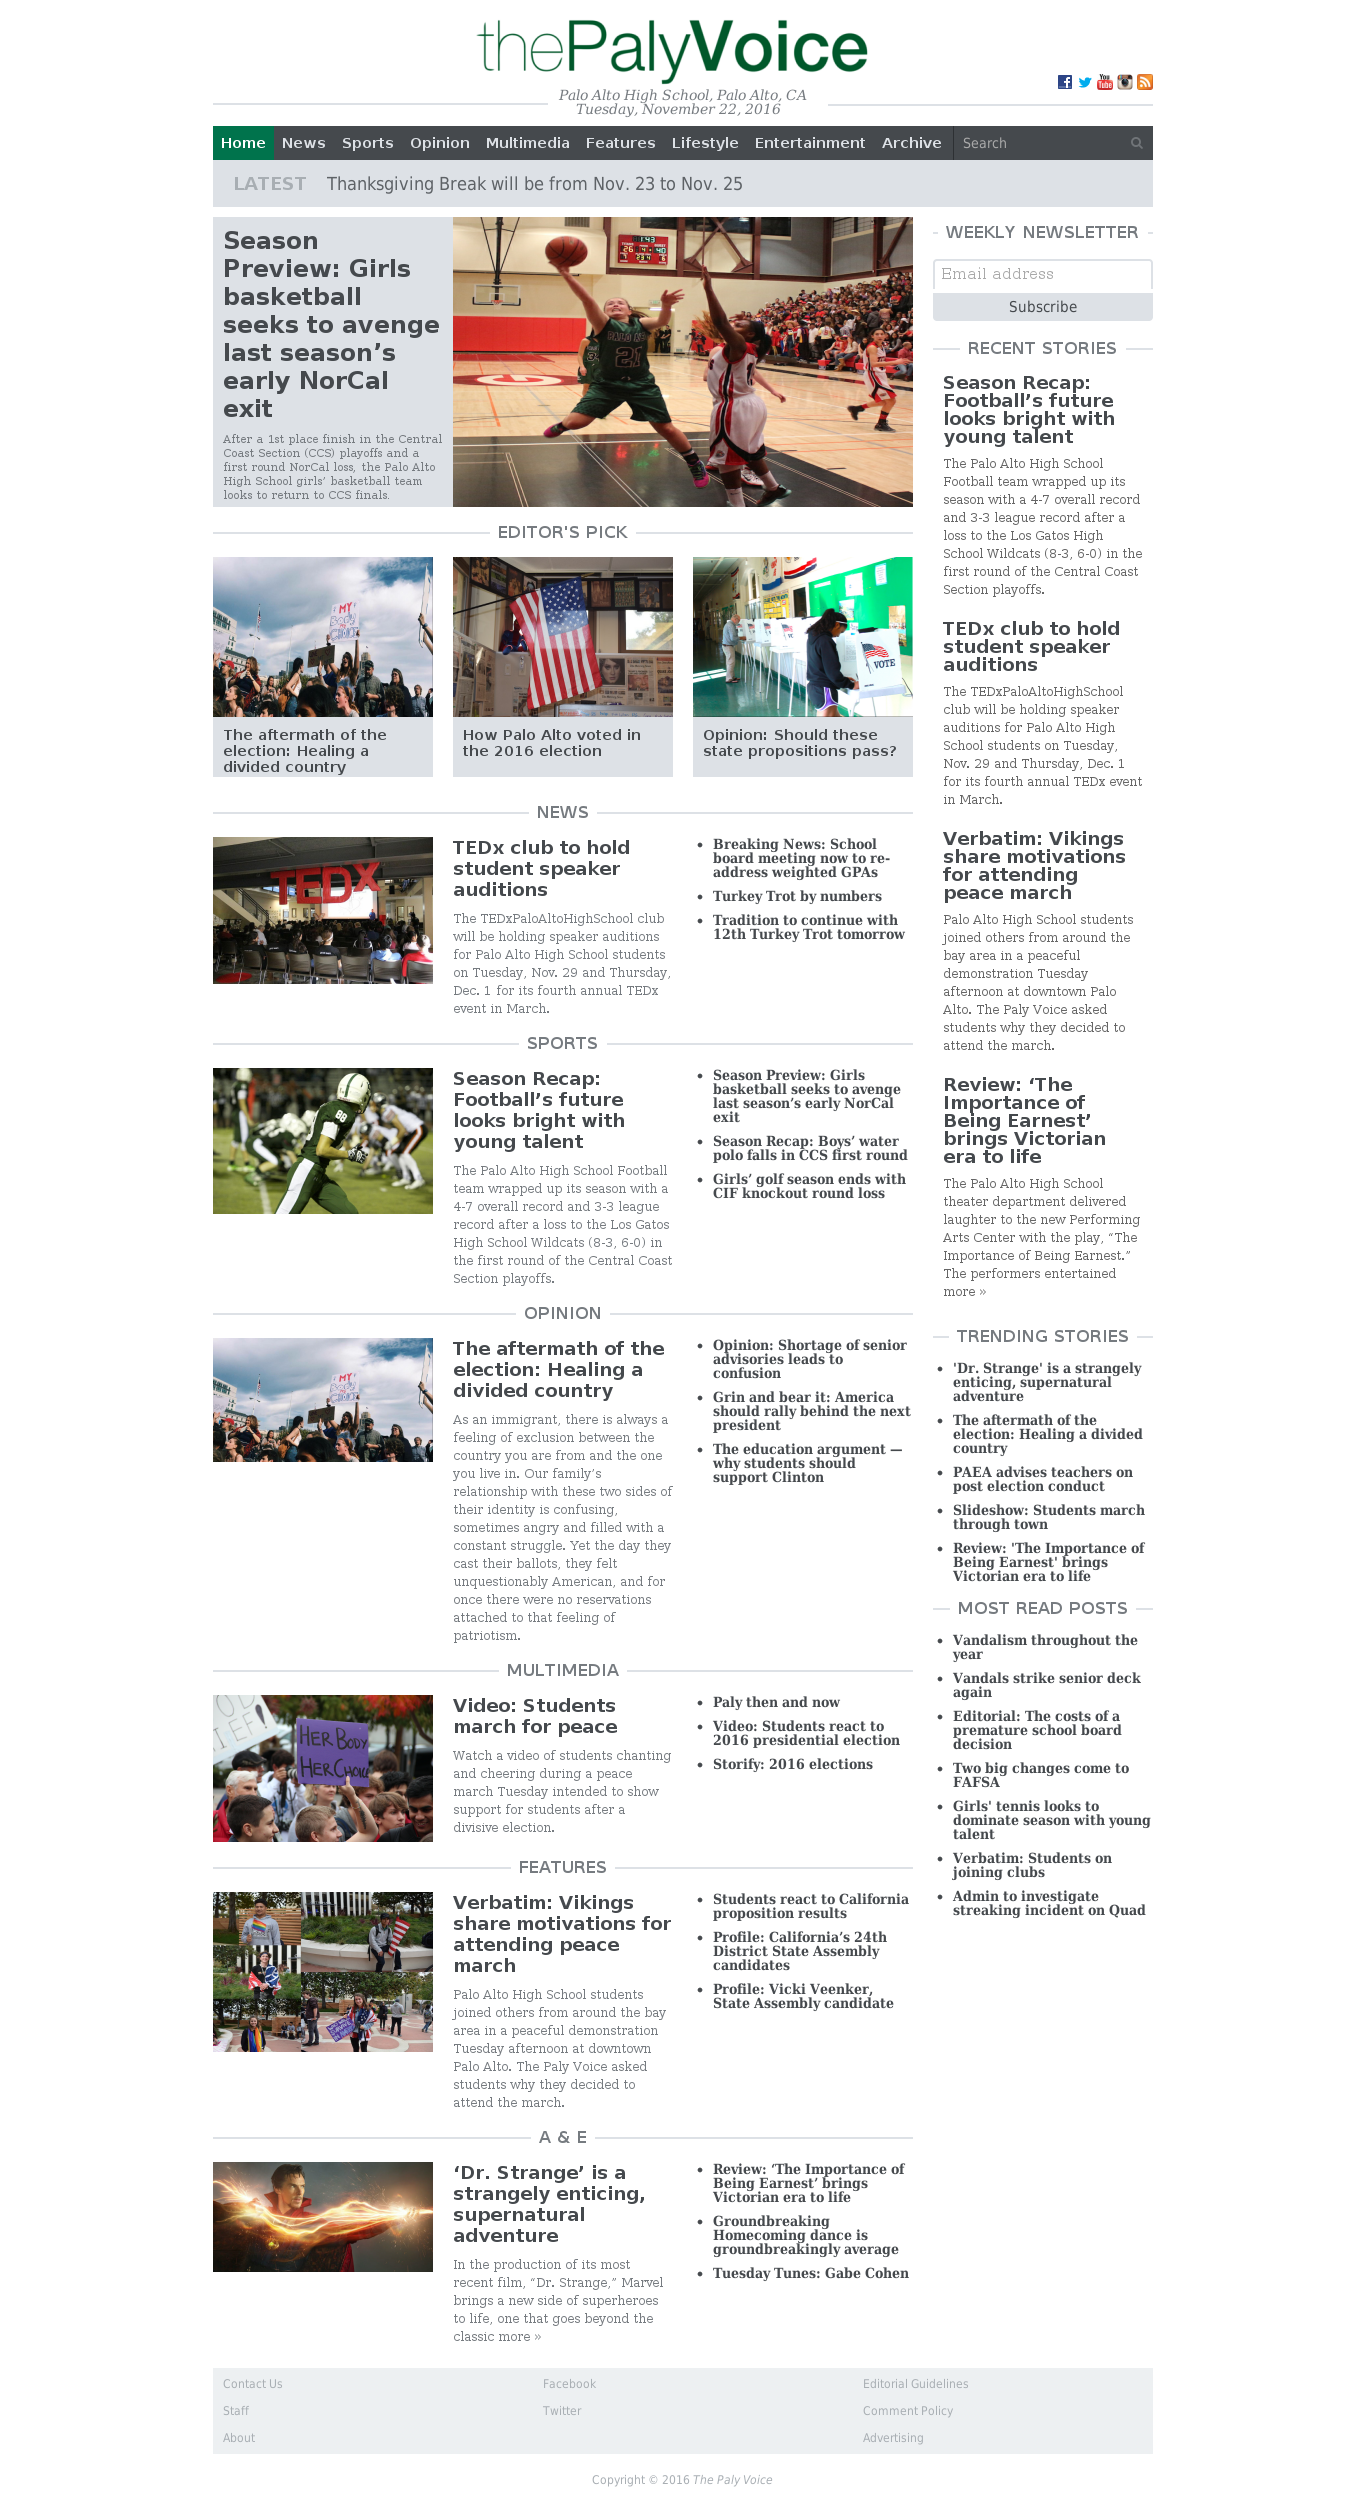 thePalyVoice
Palo Alto High School, Palo Alto, CA
Tuesday, November 22, 2016
Home News Sports Opinion Multimedia Features Lifestyle Entertainment Archive Search
LATEST Thanksgiving Break will be from Nov. 23 to Nov. 25
Season
Preview: Girls
basketball
seeks to avenge
last season’s
early NorCal
exit
After a 1st place finish in the Central
Coast Section (CCS) playoffs and a
first round NorCal loss, the Palo Alto
High School girls’ basketball team
looks to return to CCS finals.
21
EDITOR'S PICK
VOTE
The aftermath of the
election: Healing a
divided country
How Palo Alto voted in
the 2016 election
Opinion: Should these
state propositions pass?
NEWS
TEDx
TEDx club to hold
student speaker
auditions
The TEDxPaloAltoHighSchool club
will be holding speaker auditions
for Palo Alto High School students
on Tuesday, Nov. 29 and Thursday,
Dec. 1 for its fourth annual TEDx
event in March.
• Breaking News: School
board meeting now to re-
address weighted GPAs
• Turkey Trot by numbers
• Tradition to continue with
12th Turkey Trot tomorrow
SPORTS
88
Season Recap:
Football’s future
looks bright with
young talent
The Palo Alto High School Football
team wrapped up its season with a
4-7 overall record and 3-3 league
record after a loss to the Los Gatos
High School Wildcats (8-3, 6-0) in
the first round of the Central Coast
Section playoffs.
• Season Preview: Girls
basketball seeks to avenge
last season’s early NorCal
exit
• Season Recap: Boys’ water
polo falls in CCS first round
• Girls’ golf season ends with
CIF knockout round loss
OPINION
The aftermath of the
election: Healing a
divided country
As an immigrant, there is always a
feeling of exclusion between the
country you are from and the one
you live in. Our family’s
relationship with these two sides of
their identity is confusing,
sometimes angry and filled with a
constant struggle. Yet the day they
cast their ballots, they felt
unquestionably American, and for
once there were no reservations
attached to that feeling of
patriotism.
• Opinion: Shortage of senior
advisories leads to
confusion
• Grin and bear it: America
should rally behind the next
president
• The education argument —
why students should
support Clinton
MULTIMEDIA
HER BODY
HER CHOICE
Video: Students
march for peace
Watch a video of students chanting
and cheering during a peace
march Tuesday intended to show
support for students after a
divisive election.
• Paly then and now
• Video: Students react to
2016 presidential election
• Storify: 2016 elections
FEATURES
Verbatim: Vikings
share motivations for
attending peace
march
Palo Alto High School students
joined others from around the bay
area in a peaceful demonstration
Tuesday afternoon at downtown
Palo Alto. The Paly Voice asked
students why they decided to
attend the march.
• Students react to California
proposition results
• Profile: California’s 24th
District State Assembly
candidates
• Profile: Vicki Veenker,
State Assembly candidate
A & E
‘Dr. Strange’ is a
strangely enticing,
supernatural
adventure
In the production of its most
recent film, “Dr. Strange,” Marvel
brings a new side of superheroes
to life, one that goes beyond the
classic more »
• Review: ‘The Importance of
Being Earnest’ brings
Victorian era to life
• Groundbreaking
Homecoming dance is
groundbreakingly average
• Tuesday Tunes: Gabe Cohen
WEEKLY NEWSLETTER
Email address
Subscribe
RECENT STORIES
Season Recap:
Football’s future
looks bright with
young talent
The Palo Alto High School
Football team wrapped up its
season with a 4-7 overall record
and 3-3 league record after a
loss to the Los Gatos High
School Wildcats (8-3, 6-0) in the
first round of the Central Coast
Section playoffs.
TEDx club to hold
student speaker
auditions
The TEDxPaloAltoHighSchool
club will be holding speaker
auditions for Palo Alto High
School students on Tuesday,
Nov. 29 and Thursday, Dec. 1
for its fourth annual TEDx event
in March.
Verbatim: Vikings
share motivations
for attending
peace march
Palo Alto High School students
joined others from around the
bay area in a peaceful
demonstration Tuesday
afternoon at downtown Palo
Alto. The Paly Voice asked
students why they decided to
attend the march.
Review: ‘The
Importance of
Being Earnest’
brings Victorian
era to life
The Palo Alto High School
theater department delivered
laughter to the new Performing
Arts Center with the play, “The
Importance of Being Earnest.”
The performers entertained
more »
TRENDING STORIES
• 'Dr. Strange' is a strangely
enticing, supernatural
adventure
• The aftermath of the
election: Healing a divided
country
• PAEA advises teachers on
post election conduct
• Slideshow: Students march
through town
• Review: 'The Importance of
Being Earnest' brings
Victorian era to life
MOST READ POSTS
• Vandalism throughout the
year
• Vandals strike senior deck
again
• Editorial: The costs of a
premature school board
decision
• Two big changes come to
FAFSA
• Girls' tennis looks to
dominate season with young
talent
• Verbatim: Students on
joining clubs
• Admin to investigate
streaking incident on Quad
Contact Us Facebook Editorial Guidelines
Staff Twitter Comment Policy
About Advertising
Copyright © 2016 The Paly Voice